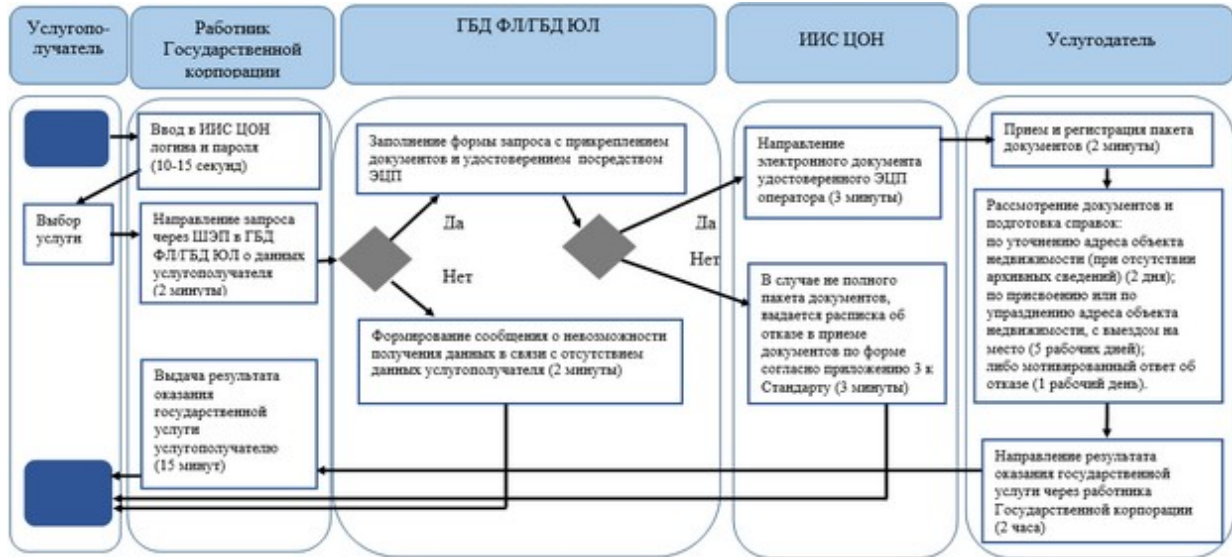 Услугопо-
лучатель
Работник
Государственной
корпорации
ГБД ФЛ/ГБД ЮЛ
ИИС ЦОН
Услугодатель
Ввод в ИИС ЦОН
логина и пароля
(10-15 секунд)
Выбор
услуги
Направление запроса
через ШЭП в ГБД
ФЛ/ГБД ЮЛ о данных
услугополучателя
(2 минуты)
Заполнение формы запроса с прикреплением
документов и удостоверением посредством
ЭЦП
Да
Нет
Формирование сообщения о невозможности
получения данных в связи с отсутствием
данных услугополучателя (2 минуты)
Да
Нет
Направление
электронного документа
удостоверенного ЭЦП
оператора (3 минуты)
В случае не полного
пакета документов,
выдается расписка об
отказе в приеме
документов по форме
согласно приложению 3 к
Стандарту (3 минуты)
Прием и регистрация пакета
документов (2 минуты)
Рассмотрение документов и
подготовка справок:
по уточнению адреса объекта
недвижимости (при отсутствии
архивных сведений) (2 дня);
по присвоению или по
упразднению адреса объекта
недвижимости, с выездом на
место (5 рабочих дней);
либо мотивированный ответ об
отказе (1 рабочий день).
Направление результата
оказания государственной
услуги через работника
Государственной корпорации
(2 часа)
Выдача результата
оказания
государственной
услуги
услугополучателю
(15 минут)